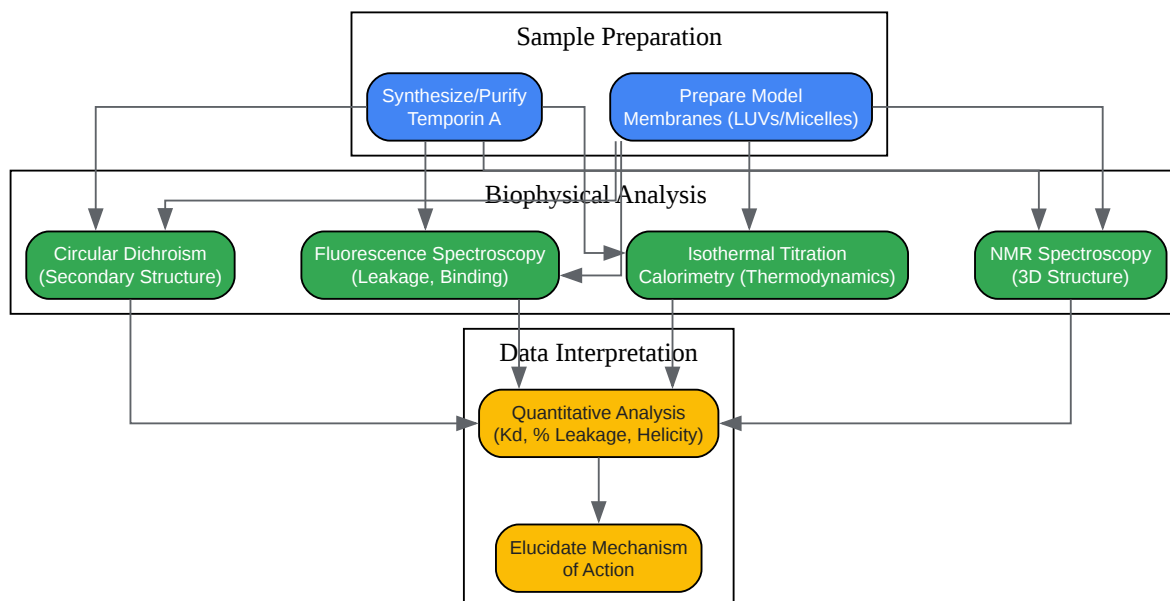 Sample Preparation
Synthesize/Purify
Temporin A
Prepare Model
Membranes (LUVs/Micelles)
Biophysical Analysis
Circular Dichroism
(Secondary Structure)
Fluorescence Spectroscopy
(Leakage, Binding)
Isothermal Titration
Calorimetry (Thermodynamics)
NMR Spectroscopy
(3D Structure)
Data Interpretation
Quantitative Analysis
(Kd, % Leakage, Helicity)
Elucidate Mechanism
of Action